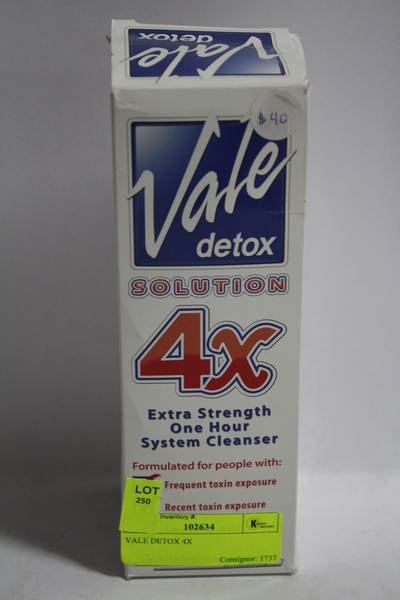 Vale
detox
$40
Vale
detox
SOLUTION
4x
Extra Strength
One Hour
System Cleanser
Formulated for people with:
Frequent toxin exposure
Recent toxin exposure
LOT
250
Inventory #:
102634
VALE DETOX 4X
Consignor: 1737